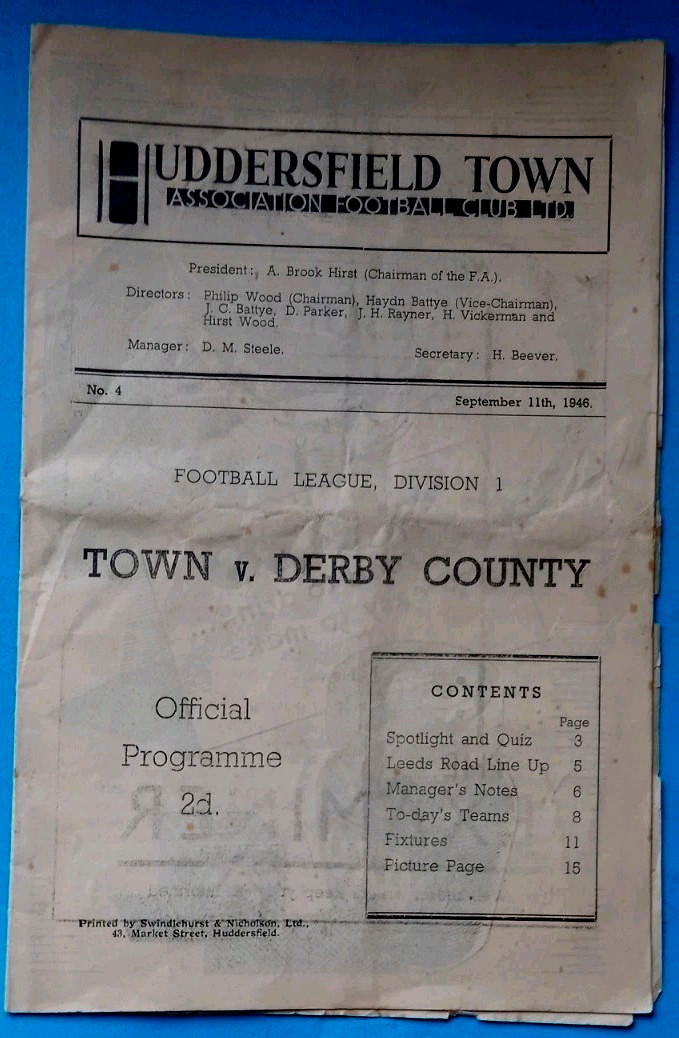 HUDDERSFIELD TOWN
ASSOCIATION FOOTBALL CLUB LTD.
President: A. Brook Hirst (Chairman of the F.A.).
Directors: Philip Wood (Chairman), Haydn Battye (Vice-Chairman),
J. C. Battye, D. Parker, J. H. Rayner, H. Vickerman and
Hirst Wood.
Manager: D. M. Steele. Secretary: H. Beever.
No. 4 September 11th, 1946.
FOOTBALL LEAGUE, DIVISION 1
TOWN v. DERBY COUNTY
Official
Programme
2d.
CONTENTS
Page
Spotlight and Quiz 3
Leeds Road Line Up 5
Manager's Notes 6
To-day's Teams 8
Fixtures 11
Picture Page 15
Printed by Swindlehurst & Nicholson, Ltd.,
43, Market Street, Huddersfield.